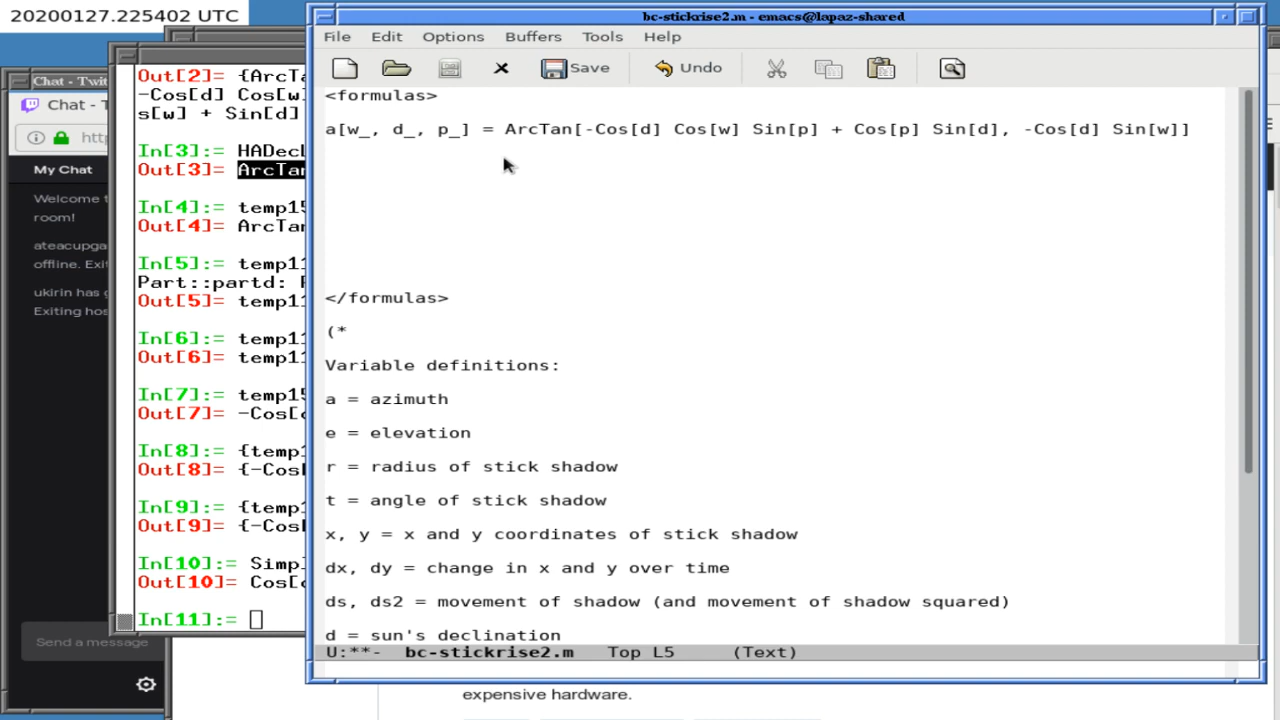 20200127.225402 UTC
bc-stickrise2.m - emacs@lapaz-shared
File Edit Options Buffers Tools Help
Save Undo
<formulas>
a[w_, d_, p_] = ArcTan[-Cos[d] Cos[w] Sin[p] + Cos[p] Sin[d], -Cos[d] Sin[w]]
</formulas>
(*
Variable definitions:
a = azimuth
e = elevation
r = radius of stick shadow
t = angle of stick shadow
x, y = x and y coordinates of stick shadow
dx, dy = change in x and y over time
ds, ds2 = movement of shadow (and movement of shadow squared)
d = sun's declination
U:**- bc-stickrise2.m Top L5 (Text)
Out[2]= {ArcTa
-Cos[d] Cos[w]
s[w] + Sin[d]
In[3]:= HADec
Out[3]= ArcTan
In[4]:= temp15
Out[4]= ArcTan
In[5]:= temp11
Part::partd:
Out[5]= temp11
In[6]:= temp11
Out[6]= temp11
In[7]:= temp15
Out[7]= -Cos[
In[8]:= {temp1
Out[8]= {-Cos
In[9]:= {temp1
Out[9]= {-Cos
In[10]:= Simp
Out[10]= Cos[
In[11]:=
Chat - Twit
Chat - T
http
My Chat
Welcome t
room!
ateacupga
offline. Exi
ukirin has g
Exiting hos
Send a message
expensive hardware.